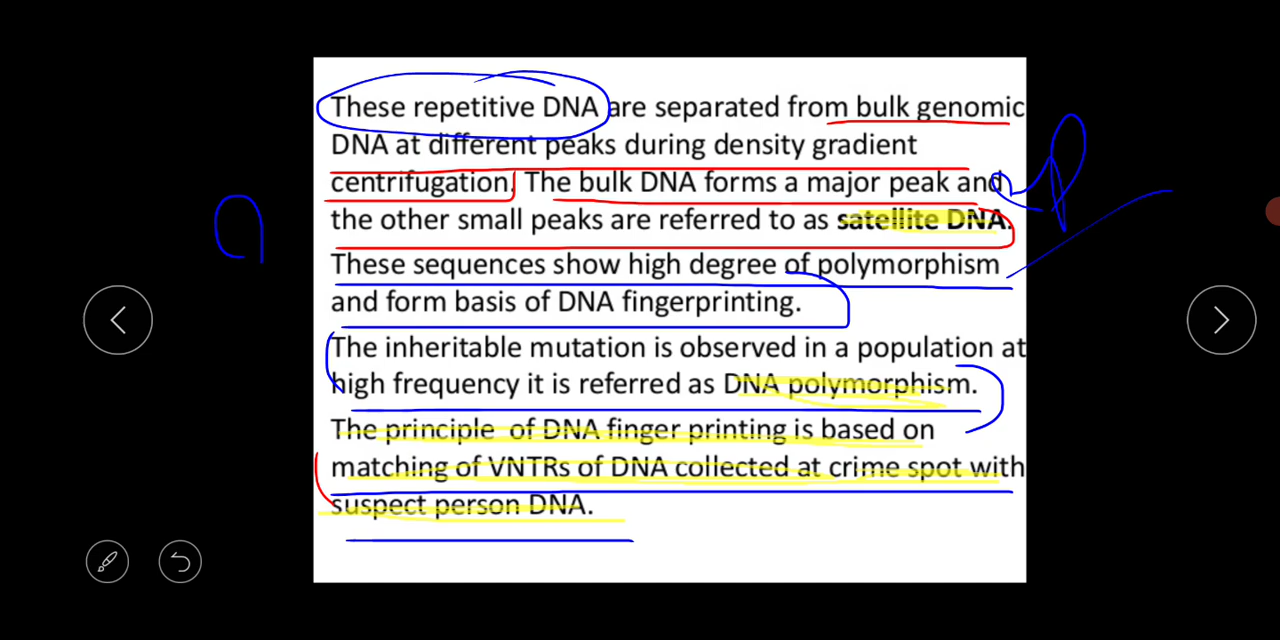 These repetitive DNA are separated from bulk genomic
DNA at different peaks during density gradient
centrifugation. The bulk DNA forms a major peak and
the other small peaks are referred to as satellite DNA.
These sequences show high degree of polymorphism
and form basis of DNA fingerprinting.
The inheritable mutation is observed in a population at
high frequency it is referred as DNA polymorphism.
The principle of DNA finger printing is based on
matching of VNTRs of DNA collected at crime spot with
suspect person DNA.